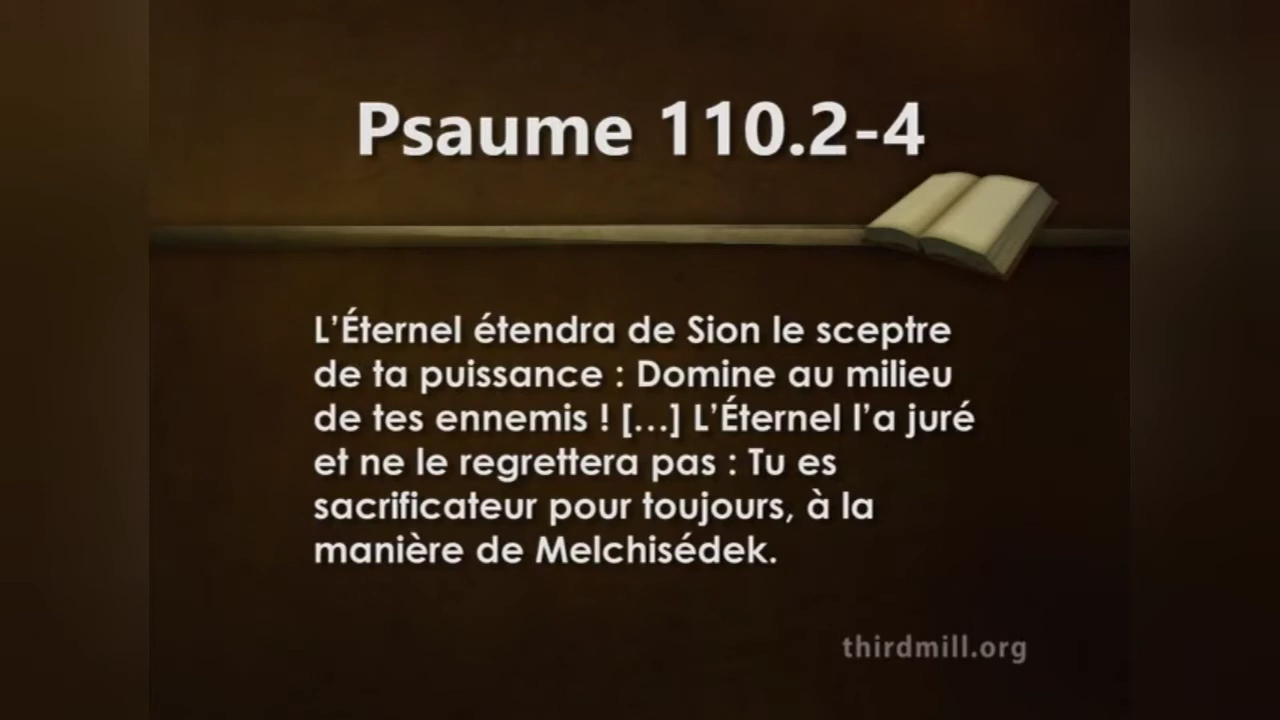 Psaume 110.2-4
L’Éternel étendra de Sion le sceptre
de ta puissance : Domine au milieu
de tes ennemis ! [...] L’Éternel l’a juré
et ne le regrettera pas : Tu es
sacrificateur pour toujours, à la
manière de Melchisédek.
thirdmill.org